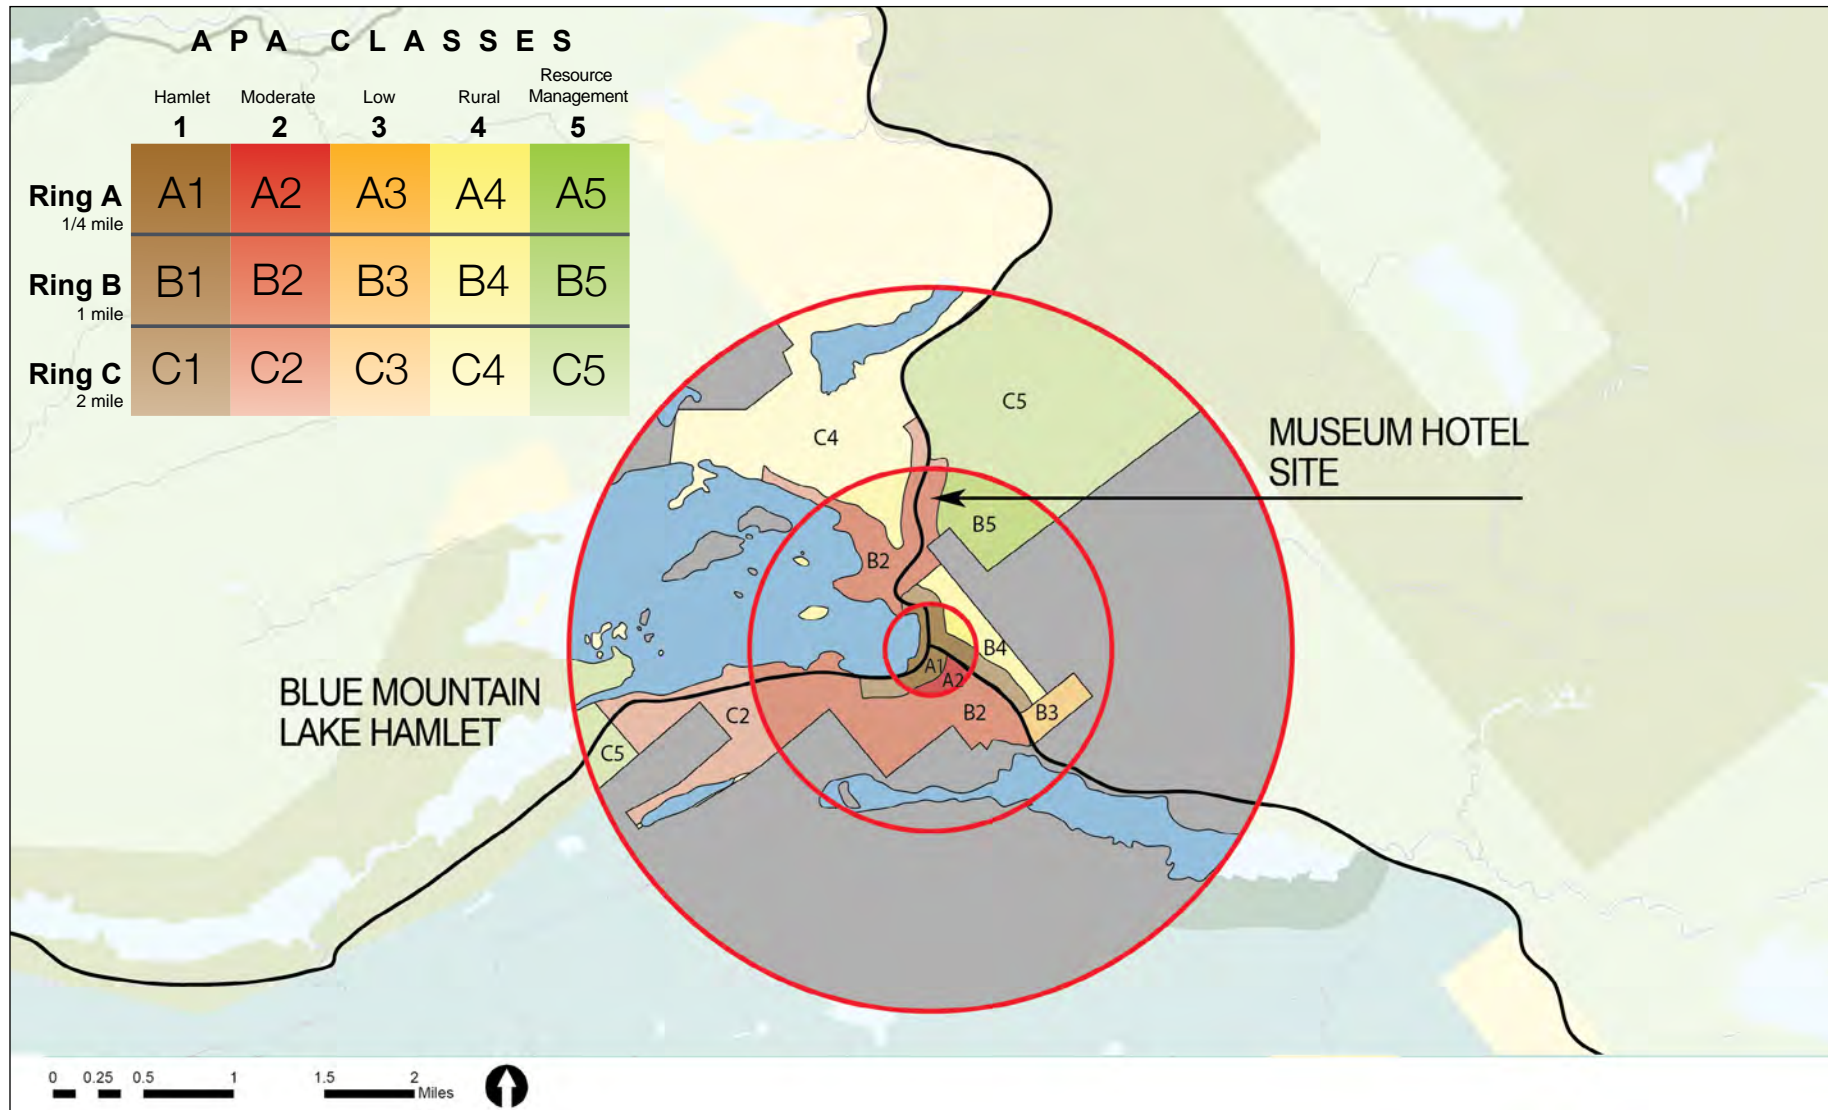 APA CLASSES
Hamlet Moderate Low Rural Resource Management
1 2 3 4 5
Ring A 1/4 mile A1 A2 A3 A4 A5
Ring B 1 mile B1 B2 B3 B4 B5
Ring C 2 mile C1 C2 C3 C4 C5
C5
C4
MUSEUM HOTEL
SITE
B5
B2
B4
A1
A2
BLUE MOUNTAIN
LAKE HAMLET
C2
B2
B3
C5
0 0.25 0.5 1 1.5 2
Miles